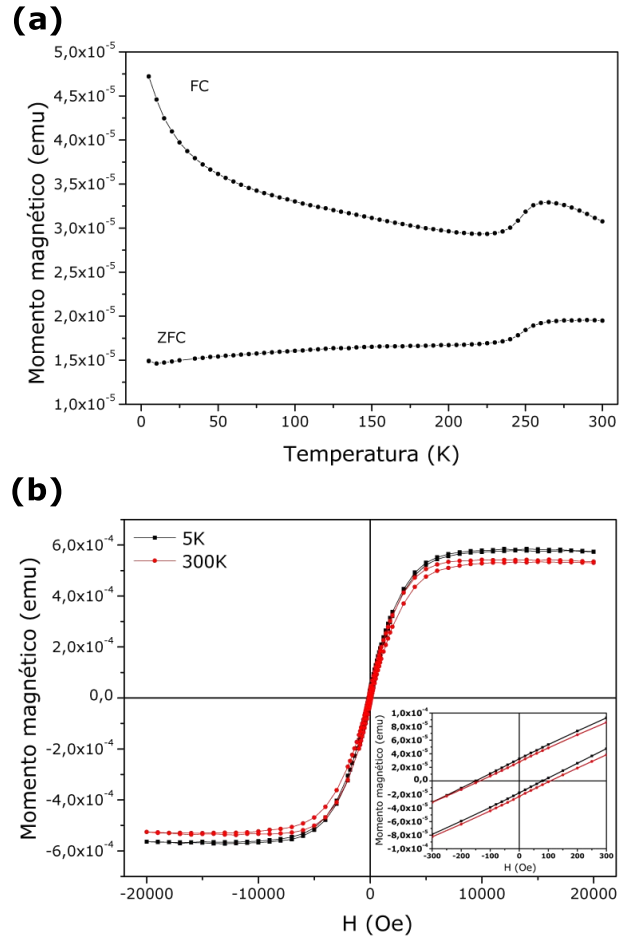 (a)
5,0x10⁻⁵
4,5x10⁻⁵
4,0x10⁻⁵
3,5x10⁻⁵
3,0x10⁻⁵
2,5x10⁻⁵
2,0x10⁻⁵
1,5x10⁻⁵
1,0x10⁻⁵
Momento magnético (emu)
FC
ZFC
0 50 100 150 200 250 300
Temperatura (K)
(b)
6,0x10⁻⁴
4,0x10⁻⁴
2,0x10⁻⁴
0,0
-2,0x10⁻⁴
-4,0x10⁻⁴
-6,0x10⁻⁴
Momento magnético (emu)
5K
300K
1,0x10⁻⁴
8,0x10⁻⁵
6,0x10⁻⁵
4,0x10⁻⁵
2,0x10⁻⁵
0,0
-2,0x10⁻⁵
-4,0x10⁻⁵
-6,0x10⁻⁵
-8,0x10⁻⁵
-1,0x10⁻⁴
Momento magnético (emu)
-300 -200 -100 0 100 200 300
H (Oe)
-20000 -10000 0 10000 20000
H (Oe)